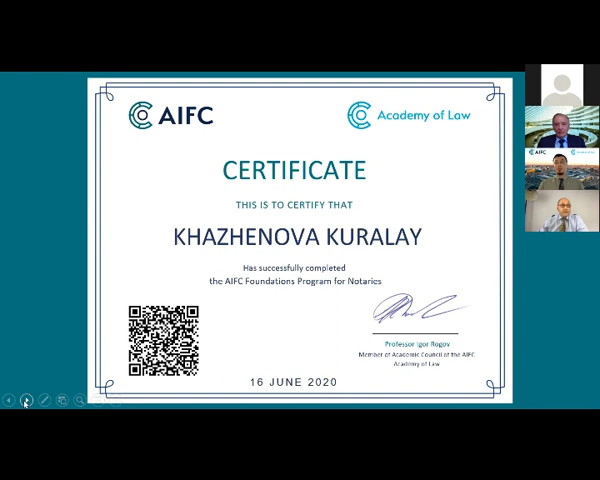 AIFC
Academy of Law
CERTIFICATE
THIS IS TO CERTIFY THAT
KHAZHENOVA KURALAY
Has successfully completed
the AIFC Foundations Program for Notaries
Professor Igor Rogov
Member of Academic Council of the AIFC
Academy of Law
16 JUNE 2020
AIFC